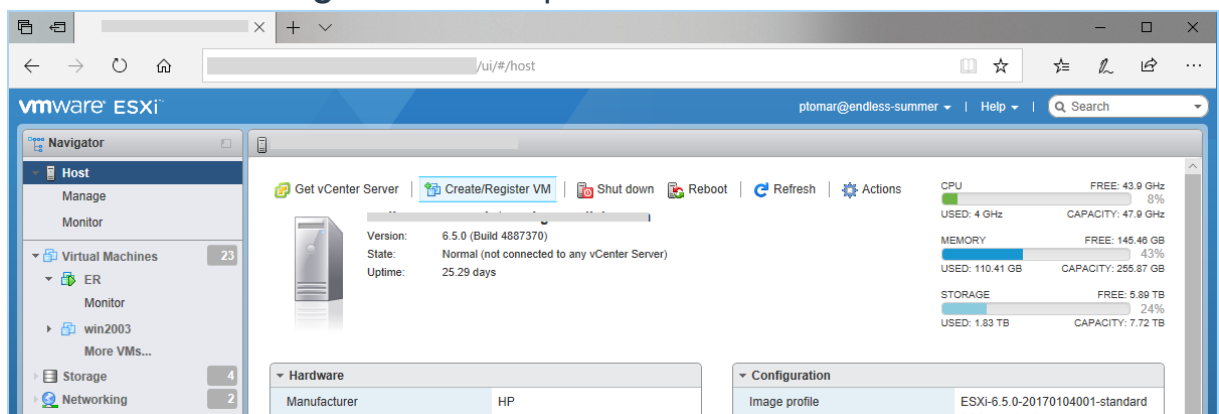 /ui/#/host
vmware ESXi
ptomar@endless-summer | Help | Search
Navigator
Host
Manage
Monitor
Virtual Machines 23
ER
Monitor
win2003
More VMs...
Storage 4
Networking 2
Get vCenter Server | Create/Register VM | Shut down Reboot | Refresh | Actions
Version: 6.5.0 (Build 4887370)
State: Normal (not connected to any vCenter Server)
Uptime: 25.29 days
CPU FREE: 43.9 GHz
8%
USED: 4 GHz CAPACITY: 47.9 GHz
MEMORY FREE: 145.46 GB
43%
USED: 110.41 GB CAPACITY: 255.87 GB
STORAGE FREE: 5.89 TB
24%
USED: 1.83 TB CAPACITY: 7.72 TB
Hardware
Manufacturer HP
Configuration
Image profile ESXi-6.5.0-20170104001-standard